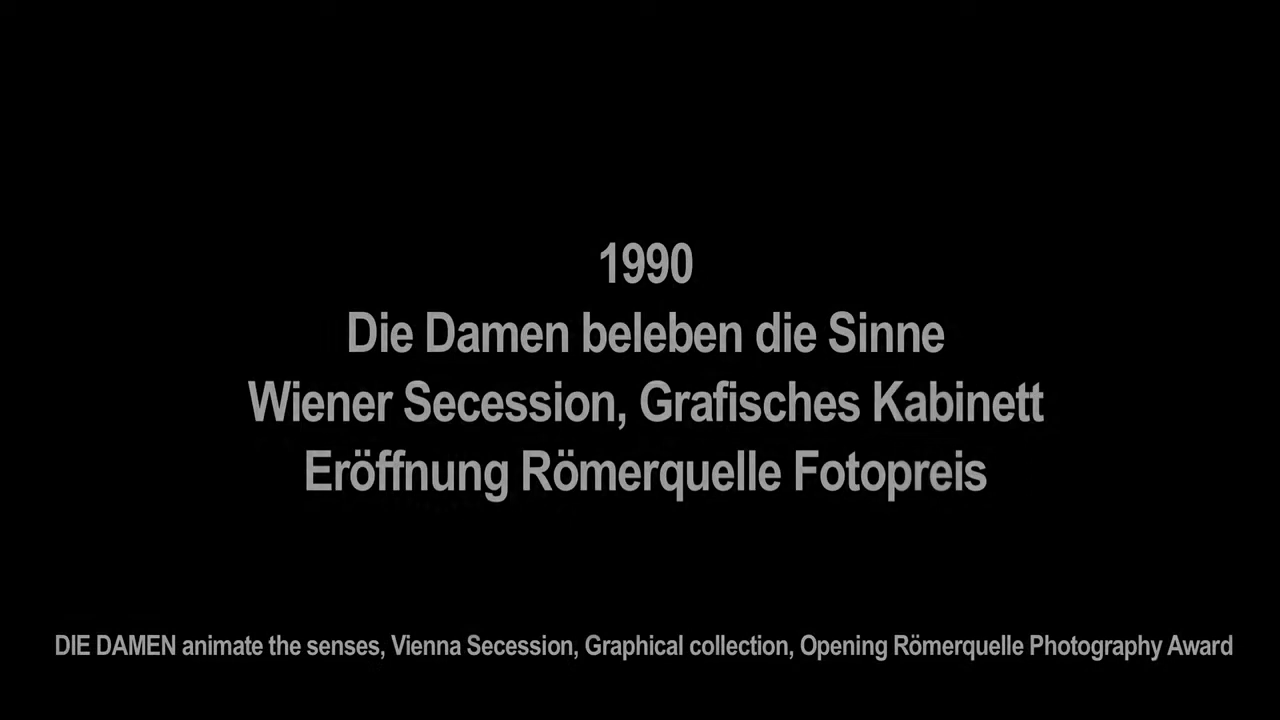 1990
Die Damen beleben die Sinne
Wiener Secession, Grafisches Kabinett
Eröffnung Römerquelle Fotopreis
DIE DAMEN animate the senses, Vienna Secession, Graphical collection, Opening Römerquelle Photography Award